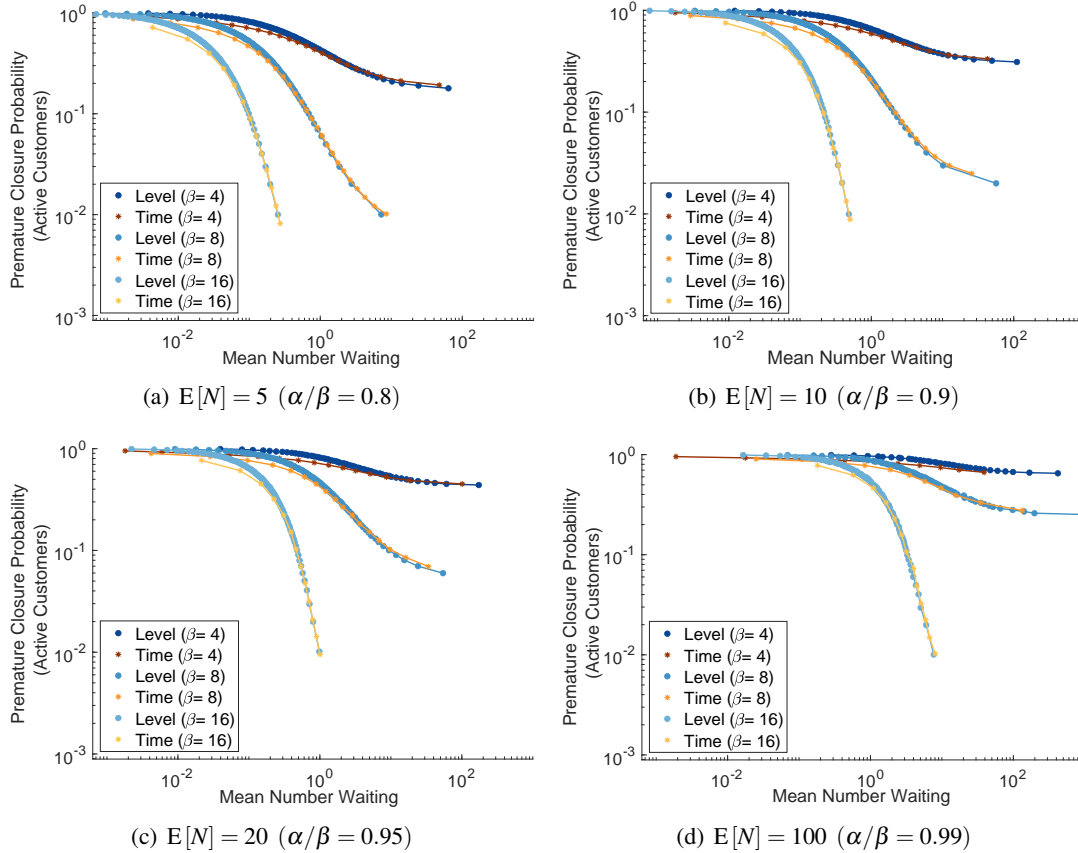 Premature Closure Probability
(Active Customers)
10^0
10^-1
10^-2
10^-3
Level (β= 4)
Time (β= 4)
Level (β= 8)
Time (β= 8)
Level (β= 16)
Time (β= 16)
10^-2
10^0
10^2
Mean Number Waiting
(a) E[N] = 5 (α/β = 0.8)
Premature Closure Probability
(Active Customers)
10^0
10^-1
10^-2
10^-3
Level (β= 4)
Time (β= 4)
Level (β= 8)
Time (β= 8)
Level (β= 16)
Time (β= 16)
10^-2
10^0
10^2
Mean Number Waiting
(b) E[N] = 10 (α/β = 0.9)
Premature Closure Probability
(Active Customers)
10^0
10^-1
10^-2
10^-3
Level (β= 4)
Time (β= 4)
Level (β= 8)
Time (β= 8)
Level (β= 16)
Time (β= 16)
10^-2
10^0
10^2
Mean Number Waiting
(c) E[N] = 20 (α/β = 0.95)
Premature Closure Probability
(Active Customers)
10^0
10^-1
10^-2
10^-3
Level (β= 4)
Time (β= 4)
Level (β= 8)
Time (β= 8)
Level (β= 16)
Time (β= 16)
10^-2
10^0
10^2
Mean Number Waiting
(d) E[N] = 100 (α/β = 0.99)